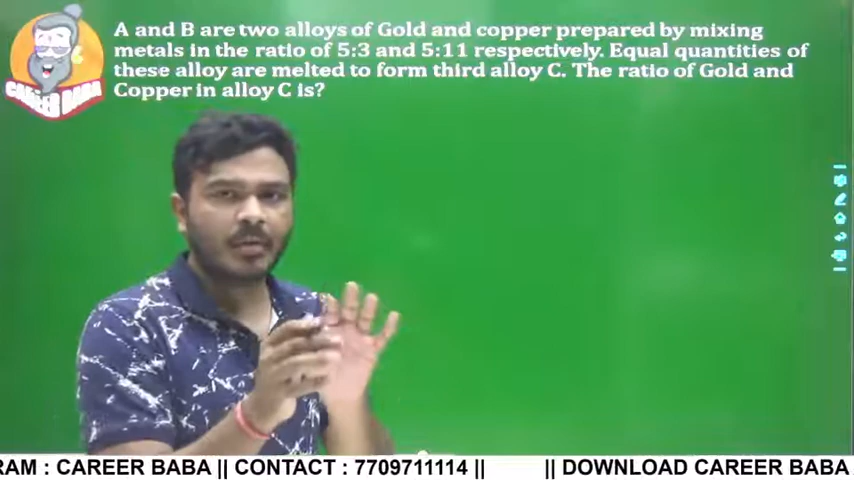 A and B are two alloys of Gold and copper prepared by mixing
metals in the ratio of 5:3 and 5:11 respectively. Equal quantities of
these alloy are melted to form third alloy C. The ratio of Gold and
Copper in alloy C is?
CAREER BABA
RAM : CAREER BABA || CONTACT : 7709711114 || || DOWNLOAD CAREER BABA